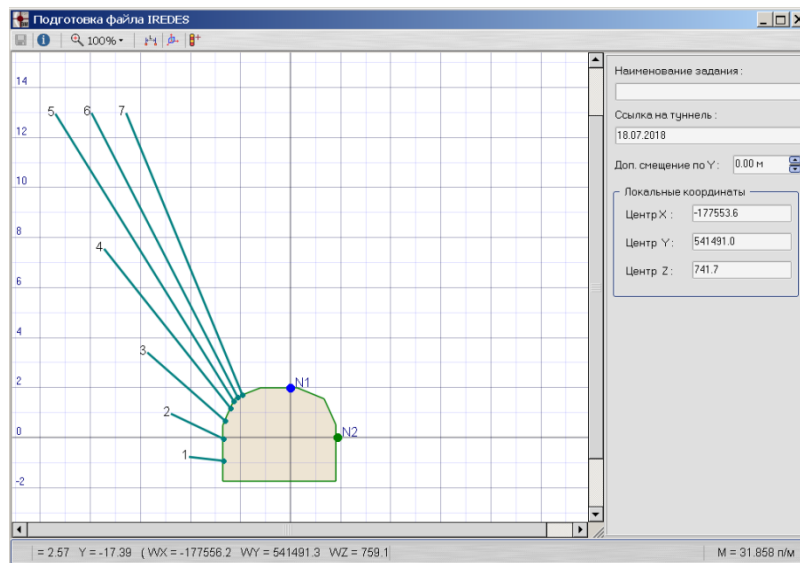 Подготовка файла IREDES
100%
14
12
10
8
6
4
2
0
-2
5
6
7
4
3
2
1
N1
N2
Наименование задания :
Ссылка на туннель :
18.07.2018
Доп. смещение по Y : 0.00 м
Локальные координаты
Центр X : -177553.6
Центр Y : 541491.0
Центр Z : 741.7
= 2.57 Y = -17.39 ( WX = -177556.2 WY = 541491.3 WZ = 759.1 M = 31.858 п/м